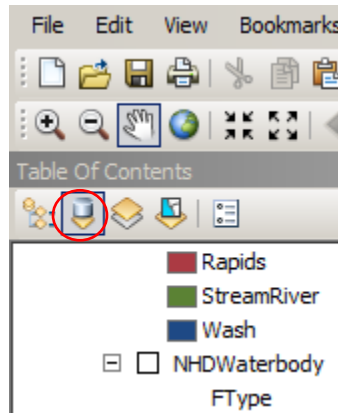 File Edit View Bookmarks
Table Of Contents
Rapids
StreamRiver
Wash
NHDWaterbody
FType